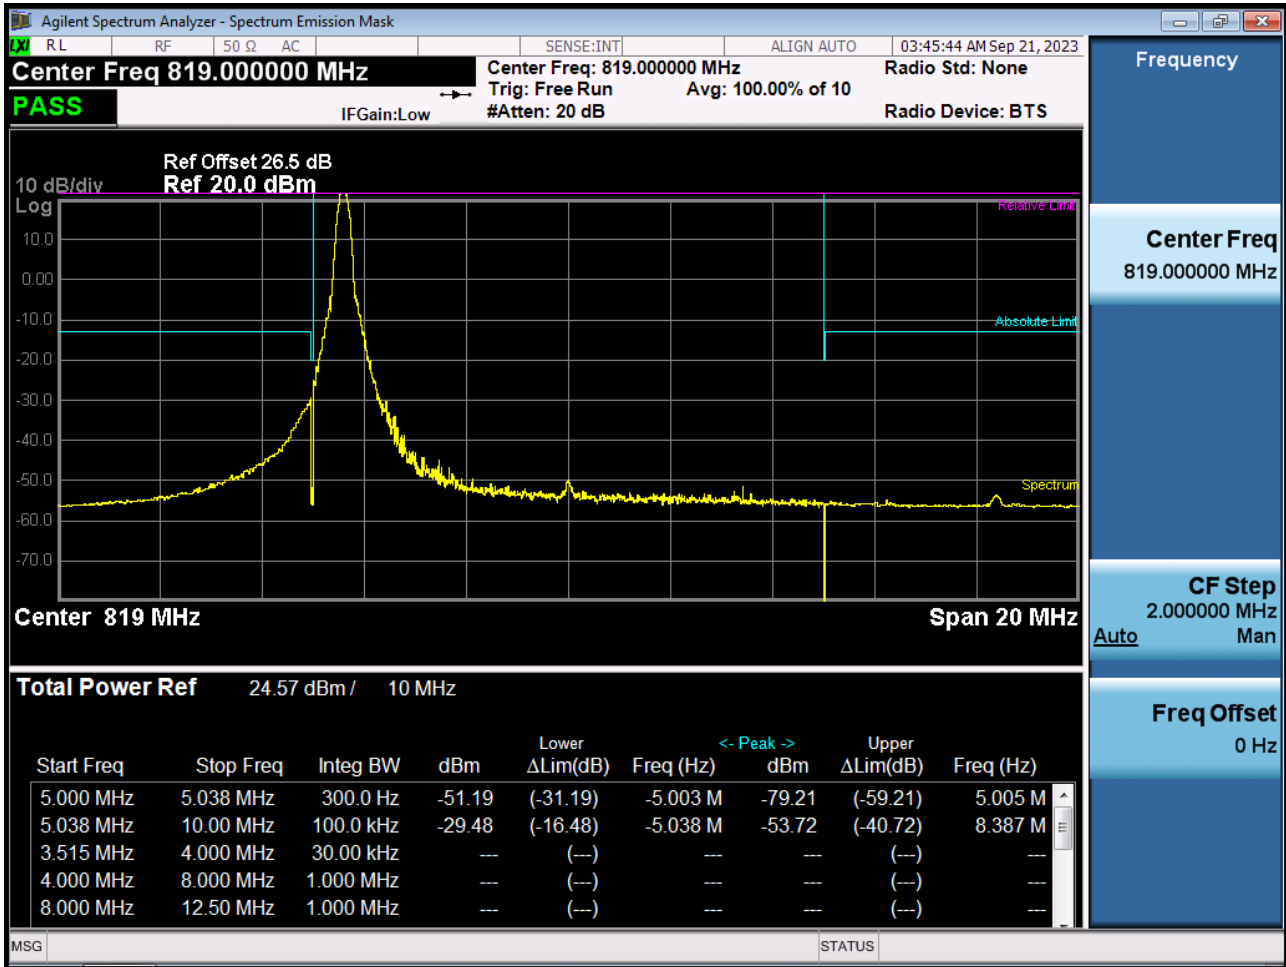 Agilent Spectrum Analyzer - Spectrum Emission Mask
LXI RL RF 50 Ω AC SENSE:INT ALIGN AUTO 03:45:44 AM Sep 21, 2023
Center Freq 819.000000 MHz
Center Freq: 819.000000 MHz Radio Std: None
Trig: Free Run Avg: 100.00% of 10
PASS IFGain:Low #Atten: 20 dB Radio Device: BTS
Ref Offset 26.5 dB
10 dB/div Ref 20.0 dBm
Log
Relative Limit
10.0
0.00
-10.0
Absolute Limit
-20.0
-30.0
-40.0
-50.0
Spectrum
-60.0
-70.0
Center 819 MHz Span 20 MHz
Total Power Ref 24.57 dBm / 10 MHz
Lower <- Peak -> Upper
Start Freq Stop Freq Integ BW dBm ΔLim(dB) Freq (Hz) dBm ΔLim(dB) Freq (Hz)
5.000 MHz 5.038 MHz 300.0 Hz -51.19 (-31.19) -5.003 M -79.21 (-59.21) 5.005 M
5.038 MHz 10.00 MHz 100.0 kHz -29.48 (-16.48) -5.038 M -53.72 (-40.72) 8.387 M
3.515 MHz 4.000 MHz 30.00 kHz --- (---) --- --- (---) ---
4.000 MHz 8.000 MHz 1.000 MHz --- (---) --- --- (---) ---
8.000 MHz 12.50 MHz 1.000 MHz --- (---) --- --- (---) ---
MSG STATUS
Frequency
Center Freq
819.000000 MHz
CF Step
2.000000 MHz
Auto Man
Freq Offset
0 Hz